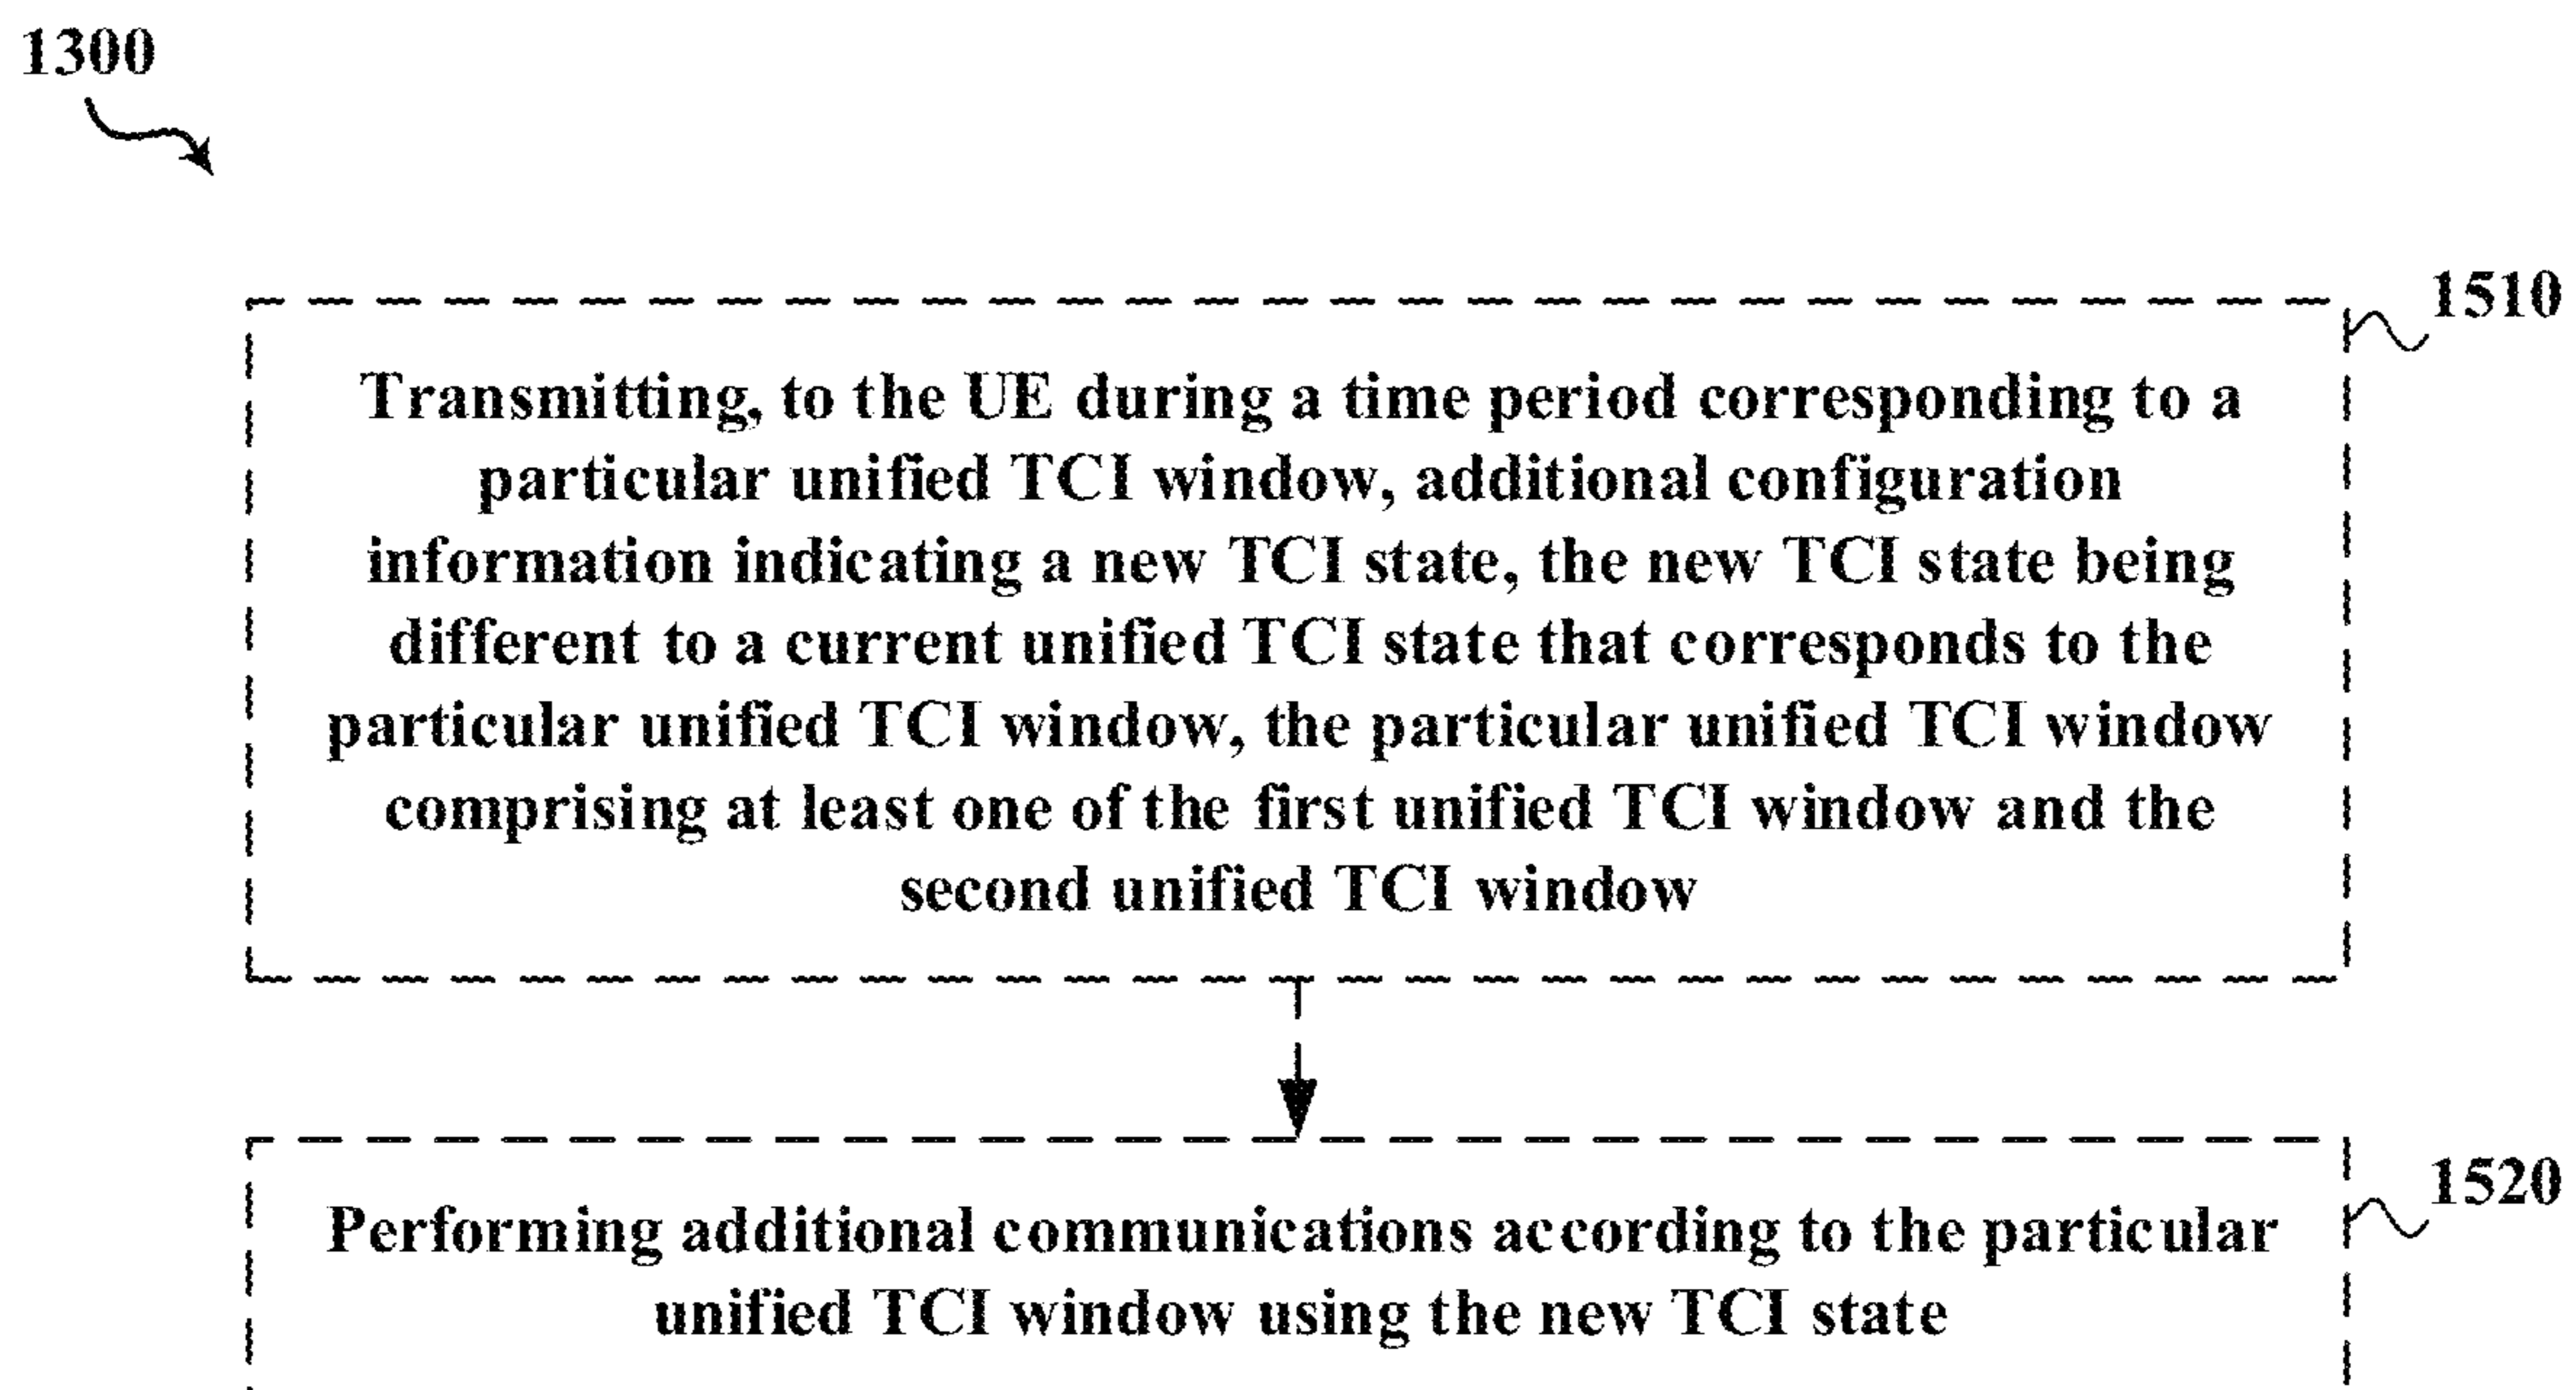 1300
1510
Transmitting, to the UE during a time period corresponding to a
particular unified TCI window, additional configuration
information indicating a new TCI state, the new TCI state being
different to a current unified TCI state that corresponds to the
particular unified TCI window, the particular unified TCI window
comprising at least one of the first unified TCI window and the
second unified TCI window
1520
Performing additional communications according to the particular
unified TCI window using the new TCI state